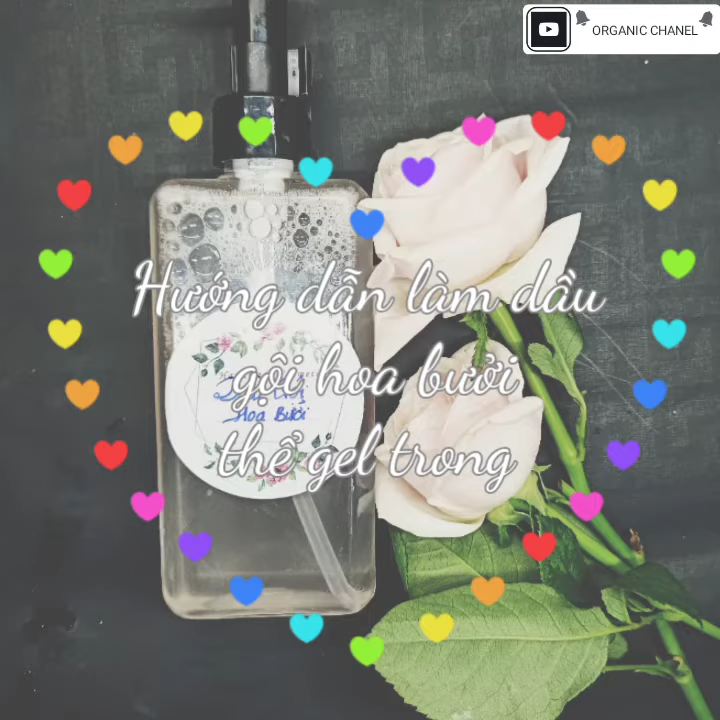 ORGANIC CHANEL
Hướng dẫn làm dầu
gội hoa bưởi
thể gel trong
Hoa Bưởi